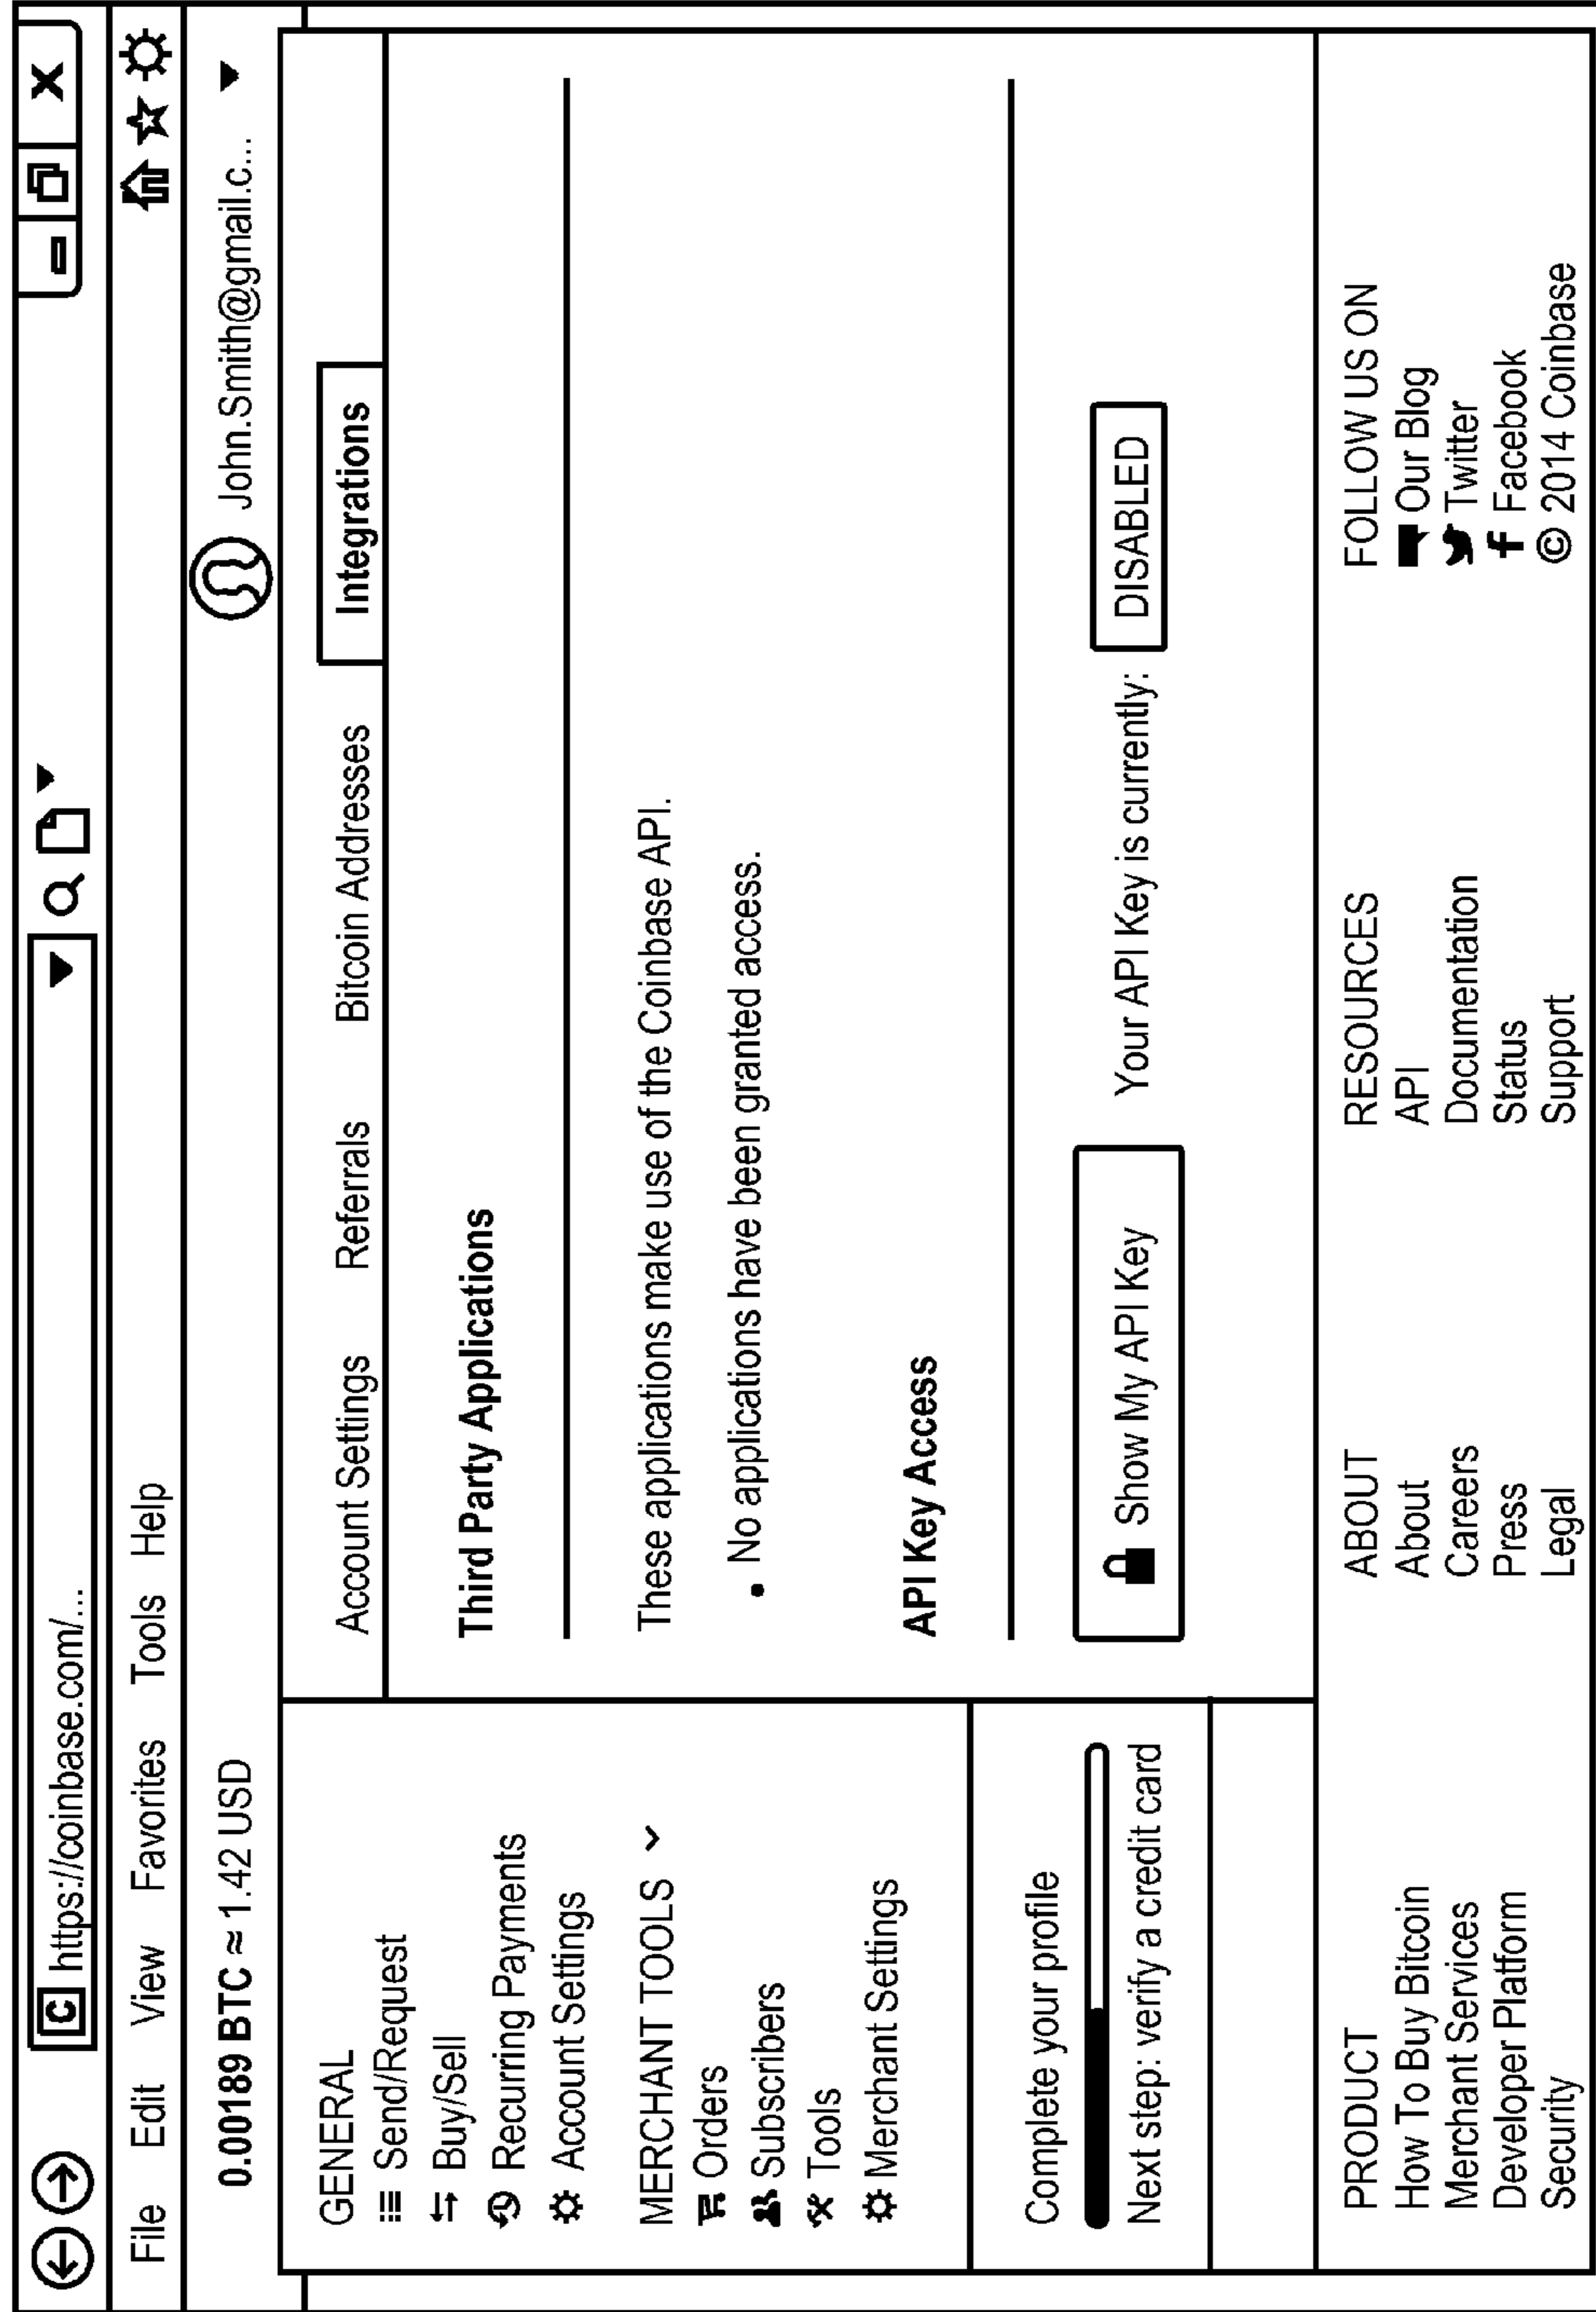 C https://coinbase.com/...
X
File Edit View Favorites Tools Help
0.00189 BTC ≈ 1.42 USD
John.Smith@gmail.c...
GENERAL
Send/Request
Buy/Sell
Recurring Payments
Account Settings
MERCHANT TOOLS
Orders
Subscribers
Tools
Merchant Settings
Complete your profile
Next step: verify a credit card
Account Settings Referrals Bitcoin Addresses Integrations
Third Party Applications
These applications make use of the Coinbase API.
• No applications have been granted access.
API Key Access
Show My API Key Your API Key is currently: DISABLED
PRODUCT
How To Buy Bitcoin
Merchant Services
Developer Platform
Security
ABOUT
About
Careers
Press
Legal
RESOURCES
API
Documentation
Status
Support
FOLLOW US ON
Our Blog
Twitter
f Facebook
© 2014 Coinbase